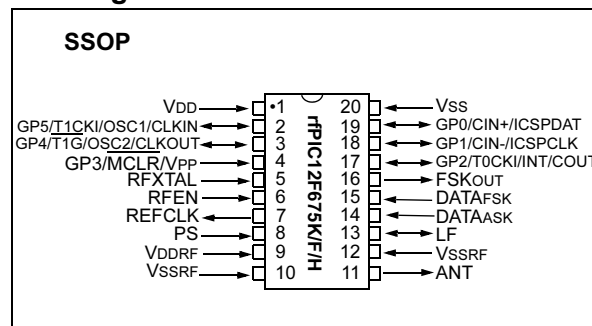 SSOP
VDD 1 20 VSS
GP5/T1CKI/OSC1/CLKIN 2 19 GP0/CIN+/ICSPDAT
GP4/T1G/OSC2/CLKOUT 3 18 GP1/CIN-/ICSPCLK
GP3/MCLR/VPP 4 17 GP2/T0CKI/INT/COUT
RFXTAL 5 16 FSKOUT
RFEN 6 15 DATAFSK
REFCLK 7 14 DATAASK
PS 8 13 LF
VDDRF 9 12 VSSRF
VSSRF 10 11 ANT
rfPIC12F675K/F/H